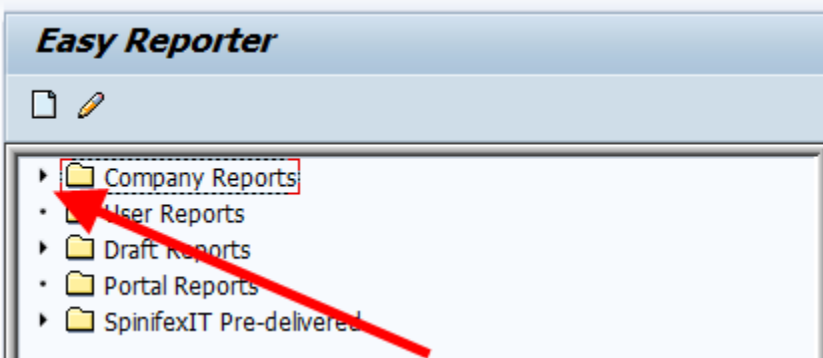 Easy Reporter
Company Reports
User Reports
Draft Reports
Portal Reports
SpinifexIT Pre-delivered